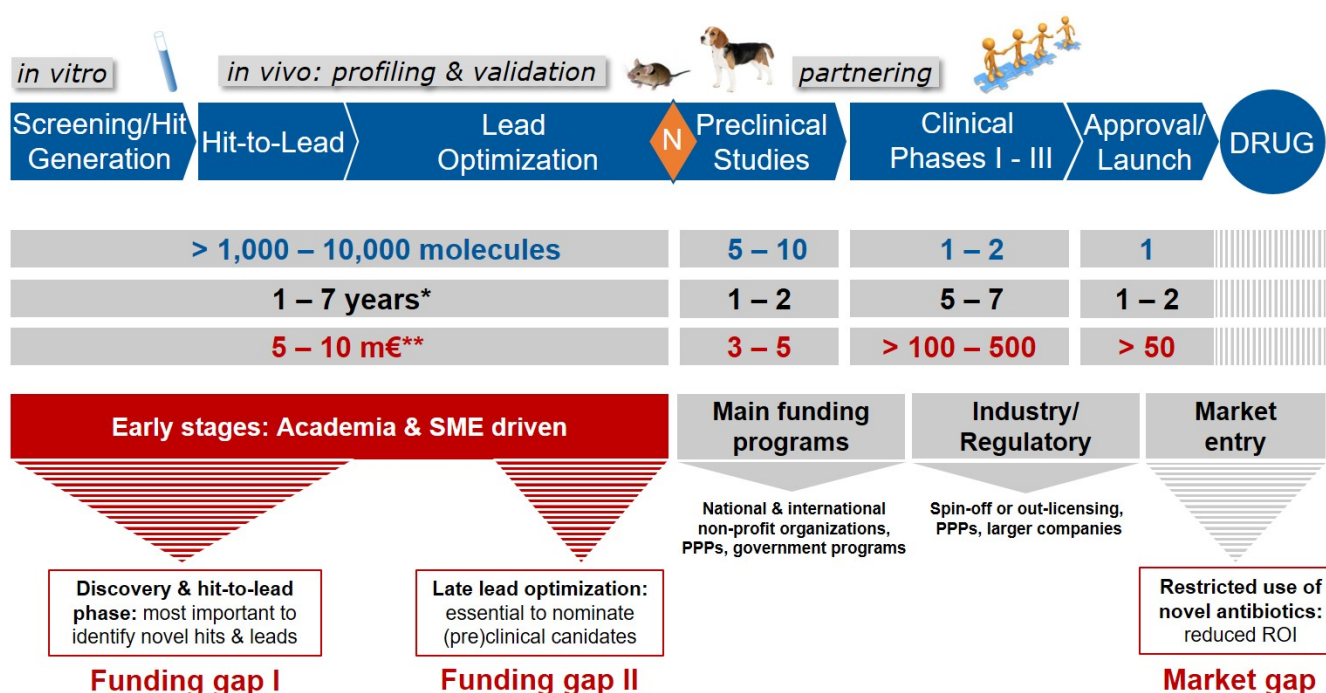 in vitro
in vivo: profiling & validation
partnering
Screening/Hit
Generation
Hit-to-Lead
Lead
Optimization
N
Preclinical
Studies
Clinical
Phases I - III
Approval/
Launch
DRUG
> 1,000 – 10,000 molecules
5 – 10
1 – 2
1
1 – 7 years*
1 – 2
5 – 7
1 – 2
5 – 10 m€**
3 – 5
> 100 – 500
> 50
Early stages: Academia & SME driven
Main funding
programs
Industry/
Regulatory
Market
entry
National & international
non-profit organizations,
PPPs, government programs
Spin-off or out-licensing,
PPPs, larger companies
Discovery & hit-to-lead
phase: most important to
identify novel hits & leads
Late lead optimization:
essential to nominate
(pre)clinical canidates
Restricted use of
novel antibiotics:
reduced ROI
Funding gap I
Funding gap II
Market gap